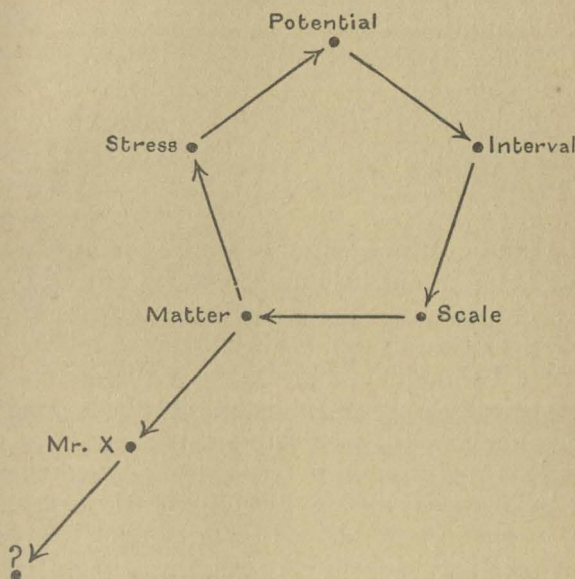 Potential
Stress
Interval
Matter
Scale
Mr. X
?